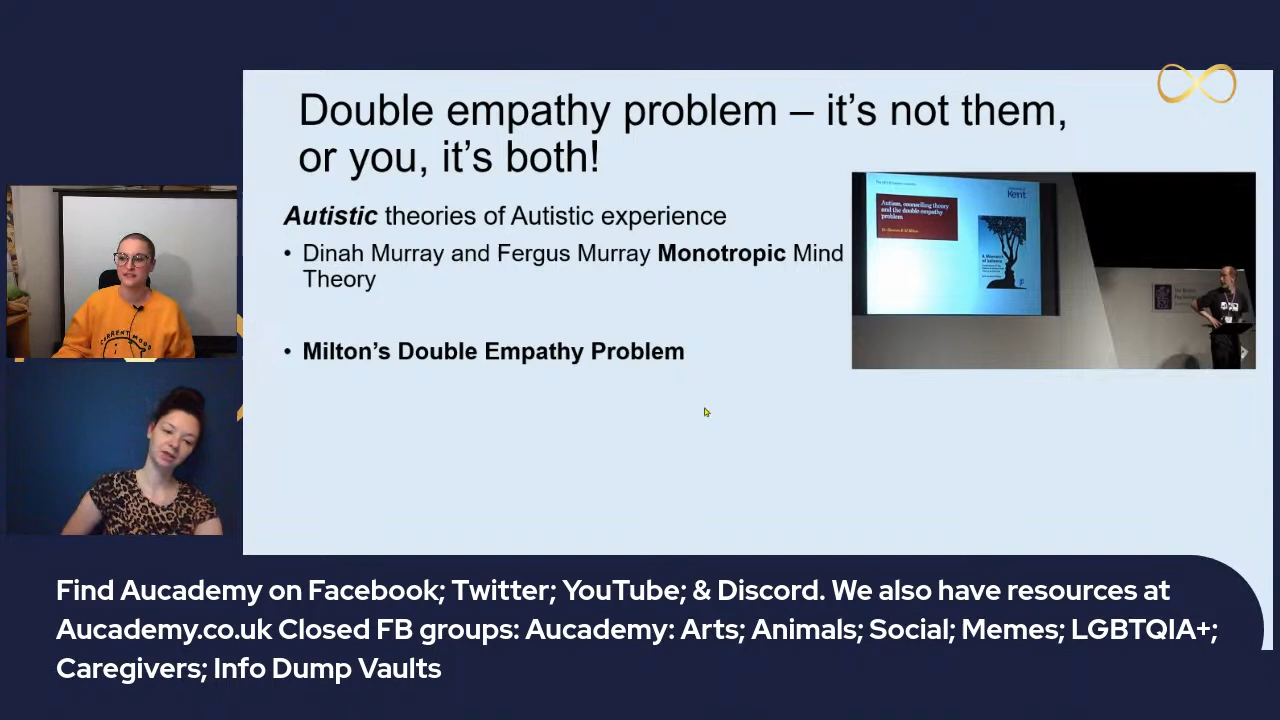 Double empathy problem – it's not them,
or you, it's both!
Autistic theories of Autistic experience
• Dinah Murray and Fergus Murray Monotropic Mind
Theory
• Milton's Double Empathy Problem
Kent
Autism, reconciling theory
and the double empathy
problem
CURRENT MOOD
Find Aucademy on Facebook; Twitter; YouTube; & Discord. We also have resources at
Aucademy.co.uk Closed FB groups: Aucademy: Arts; Animals; Social; Memes; LGBTQIA+;
Caregivers; Info Dump Vaults